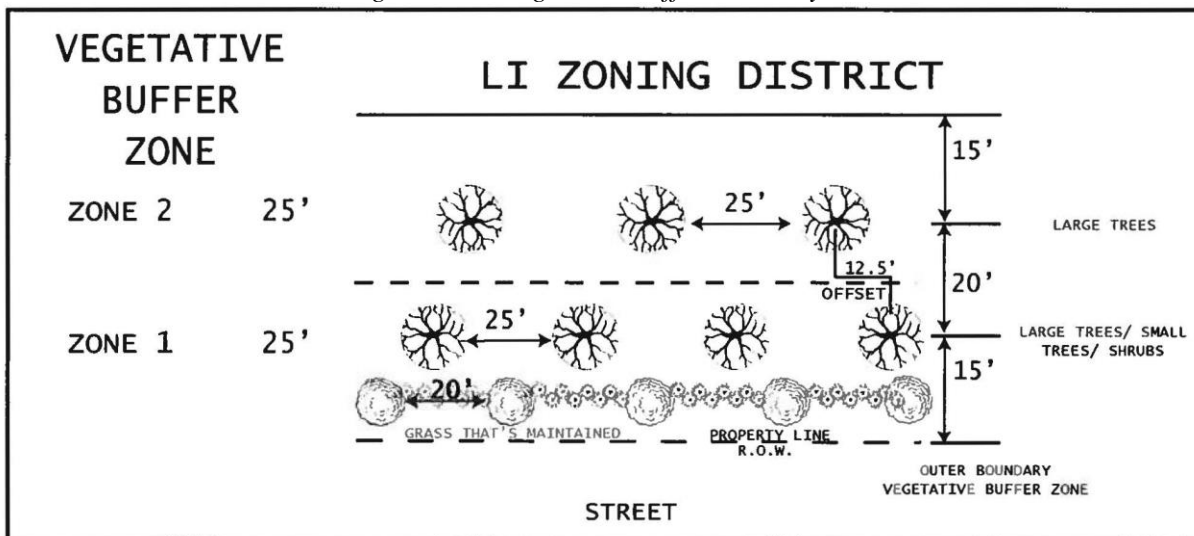 VEGETATIVE
BUFFER
ZONE
LI ZONING DISTRICT
15'
ZONE 2 25'
25'
LARGE TREES
12.5'
OFFSET
20'
ZONE 1 25'
25'
LARGE TREES/ SMALL
TREES/ SHRUBS
15'
20'
GRASS THAT'S MAINTAINED
PROPERTY LINE
R.O.W.
OUTER BOUNDARY
VEGETATIVE BUFFER ZONE
STREET